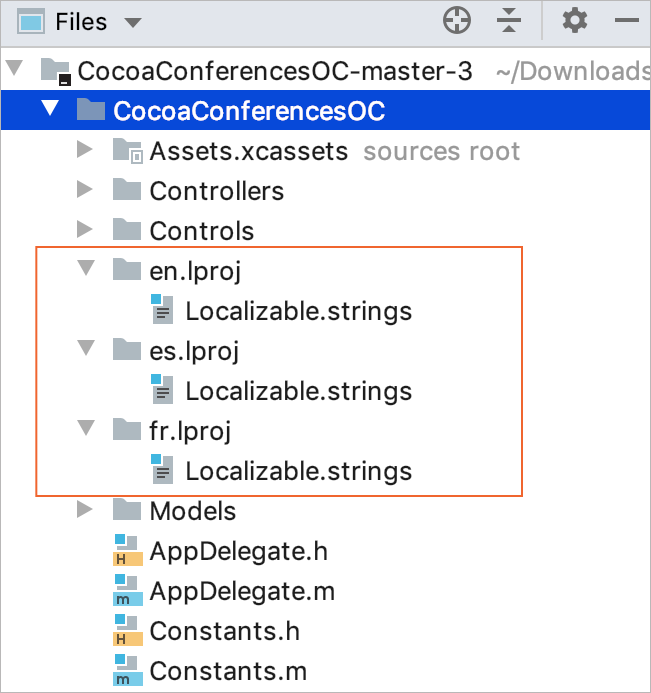 Files
CocoaConferencesOC-master-3 ~/Downloads
CocoaConferencesOC
Assets.xcassets sources root
Controllers
Controls
en.lproj
Localizable.strings
es.lproj
Localizable.strings
fr.lproj
Localizable.strings
Models
H AppDelegate.h
m AppDelegate.m
H Constants.h
m Constants.m